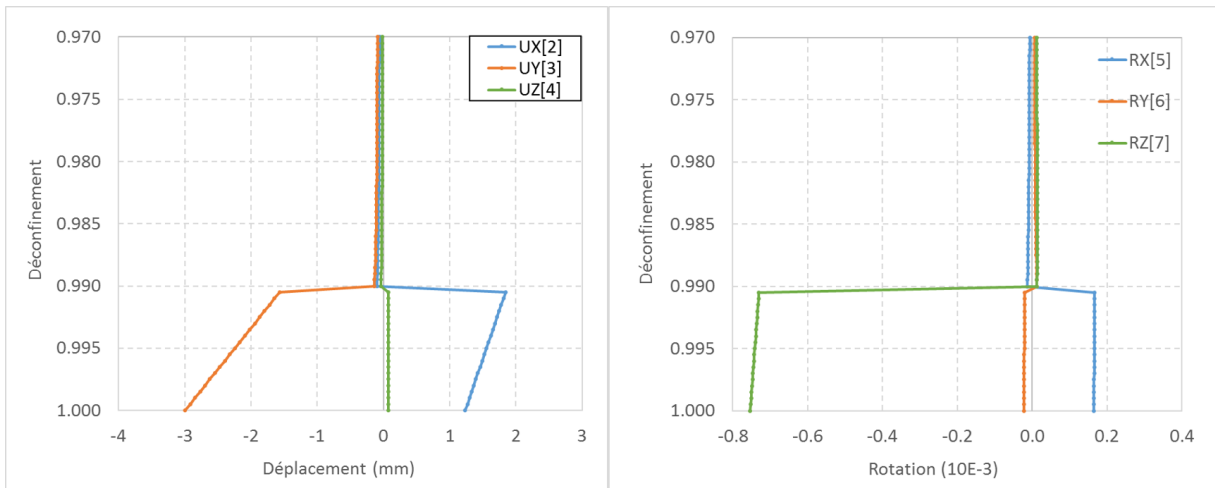 UX[2]
UY[3]
UZ[4]
Déconfinement
0.970
0.975
0.980
0.985
0.990
0.995
1.000
-4 -3 -2 -1 0 1 2 3
Déplacement (mm)
RX[5]
RY[6]
RZ[7]
Déconfinement
0.970
0.975
0.980
0.985
0.990
0.995
1.000
-0.8 -0.6 -0.4 -0.2 0.0 0.2 0.4
Rotation (10E-3)